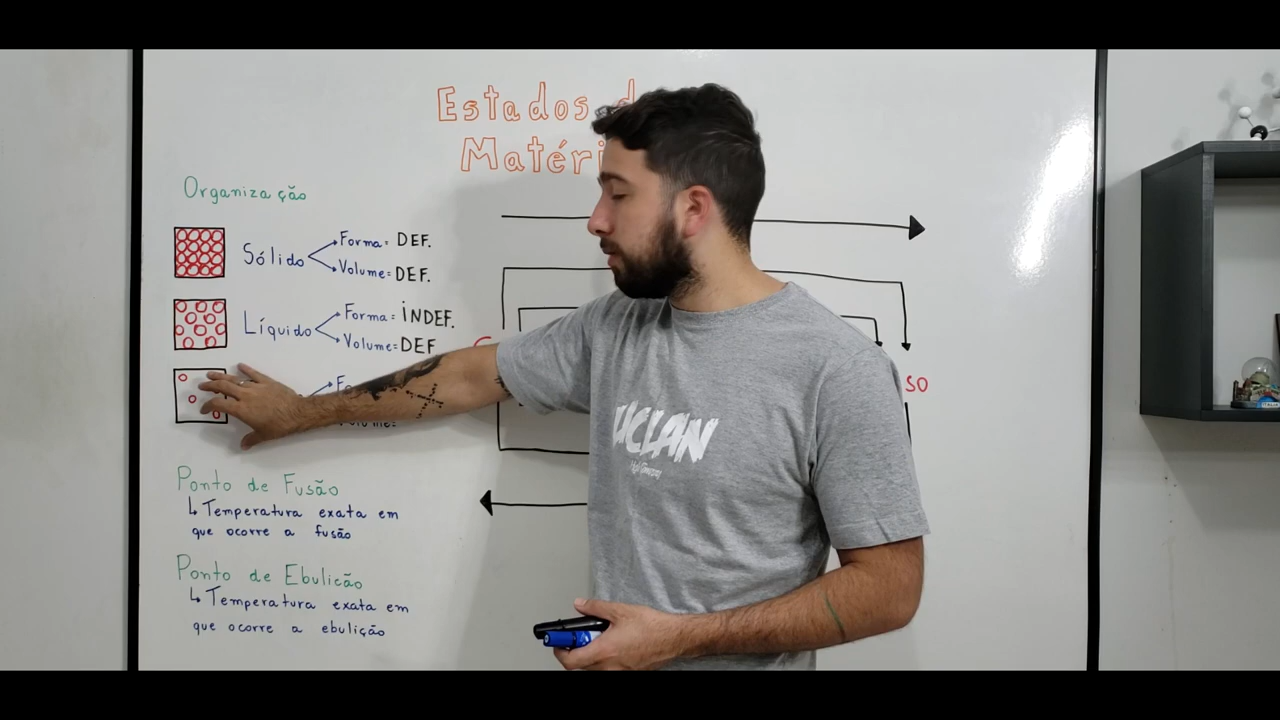 Estados d
Matéri
Organização
Sólido
Forma = DEF.
Volume = DEF.
Líquido
Forma = INDEF.
Volume = DEF
Volume =
so
Ponto de Fusão
↳ Temperatura exata em
que ocorre a fusão
Ponto de Ebulição
↳ Temperatura exata em
que ocorre a ebulição
UCLAN